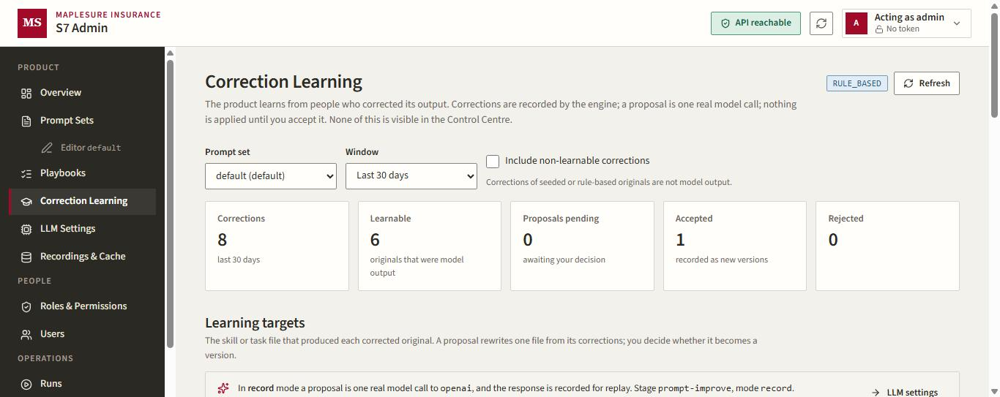 MS
MAPLESURE INSURANCE
S7 Admin
API reachable
A
Acting as admin
No token
PRODUCT
Overview
Prompt Sets
Editor default
Playbooks
Correction Learning
LLM Settings
Recordings & Cache
PEOPLE
Roles & Permissions
Users
OPERATIONS
Runs
Correction Learning
RULE_BASED
Refresh
The product learns from people who corrected its output. Corrections are recorded by the engine; a proposal is one real model call; nothing
is applied until you accept it. None of this is visible in the Control Centre.
Prompt set
Window
default (default)
Last 30 days
Include non-learnable corrections
Corrections of seeded or rule-based originals are not model output.
Corrections
8
last 30 days
Learnable
6
originals that were model
output
Proposals pending
0
awaiting your decision
Accepted
1
recorded as new versions
Rejected
0
Learning targets
The skill or task file that produced each corrected original. A proposal rewrites one file from its corrections; you decide whether it becomes a
version.
In record mode a proposal is one real model call to openai, and the response is recorded for replay. Stage prompt-improve, mode record.
LLM settings